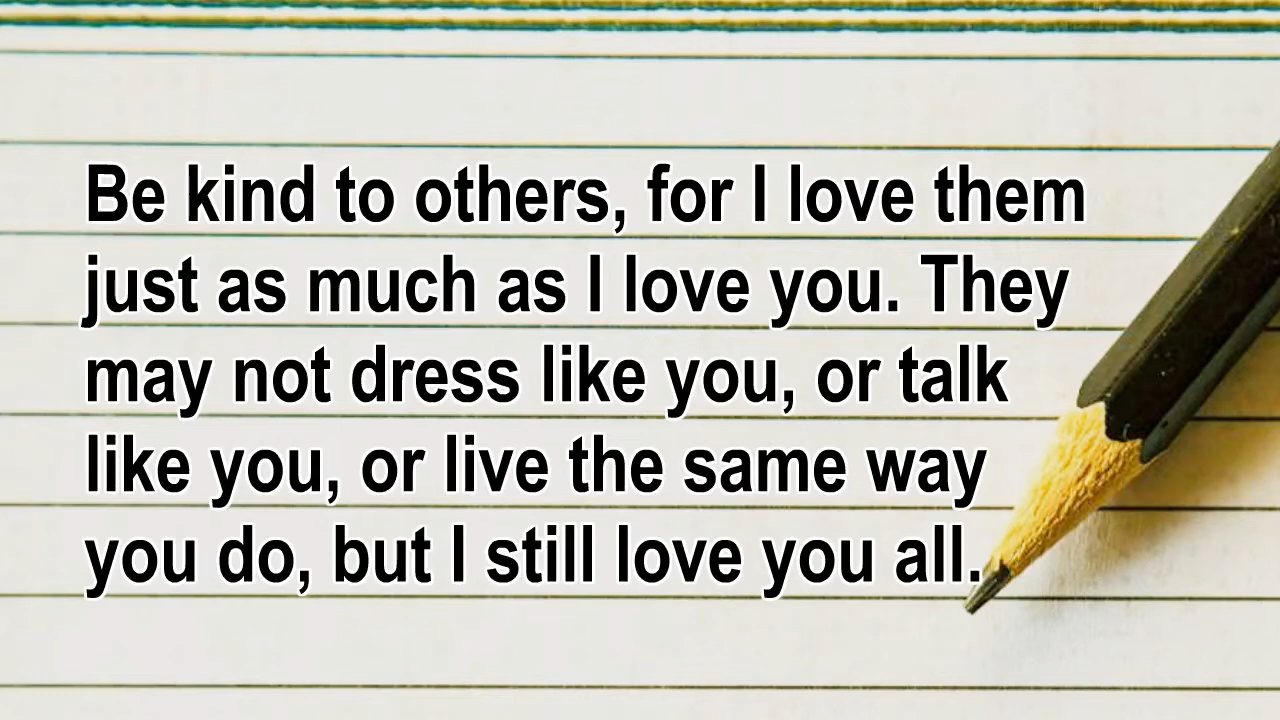 Be kind to others, for I love them
just as much as I love you. They
may not dress like you, or talk
like you, or live the same way
you do, but I still love you all.